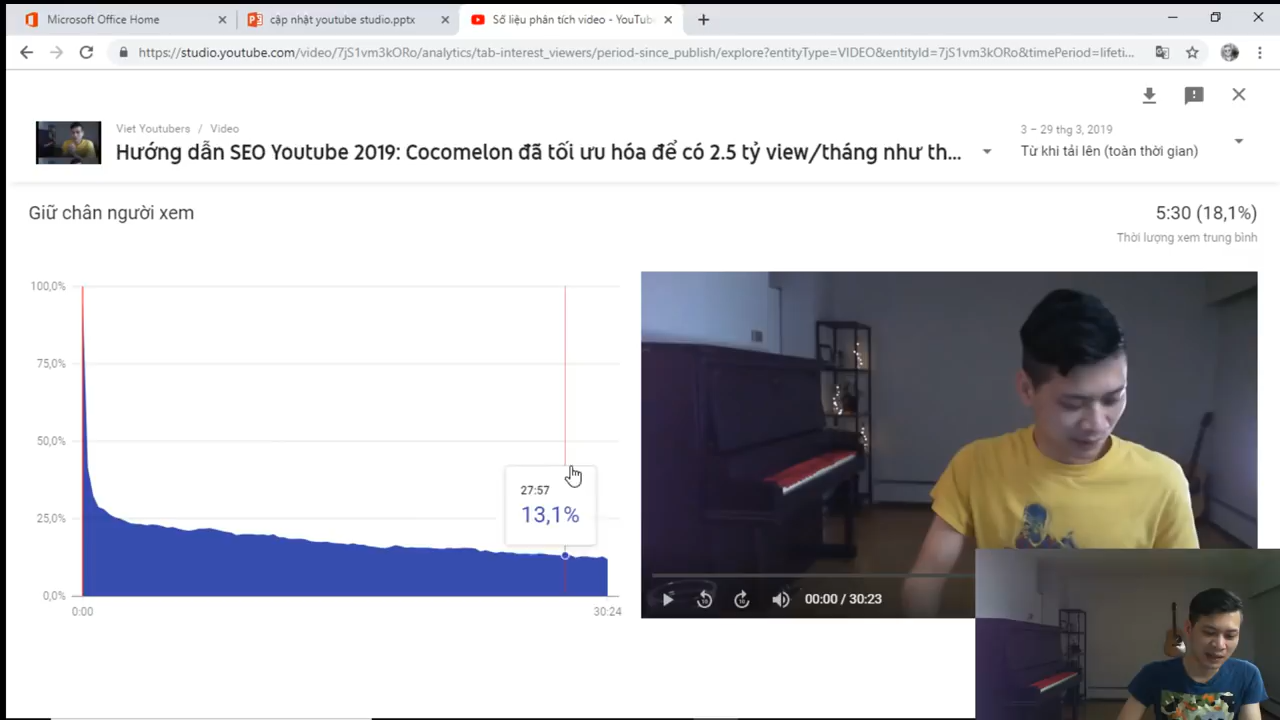 Microsoft Office Home
cập nhật youtube studio.pptx
Số liệu phân tích video - YouTub
https://studio.youtube.com/video/7jS1vm3kORo/analytics/tab-interest_viewers/period-since_publish/explore?entityType=VIDEO&entityId=7jS1vm3kORo&timePeriod=lifeti...
Viet Youtubers / Video
Hướng dẫn SEO Youtube 2019: Cocomelon đã tối ưu hóa để có 2.5 tỷ view/tháng như th...
3 – 29 thg 3, 2019
Từ khi tải lên (toàn thời gian)
Giữ chân người xem
5:30 (18,1%)
Thời lượng xem trung bình
100,0%
75,0%
50,0%
25,0%
0,0%
27:57
13,1%
0:00
30:24
00:00 / 30:23